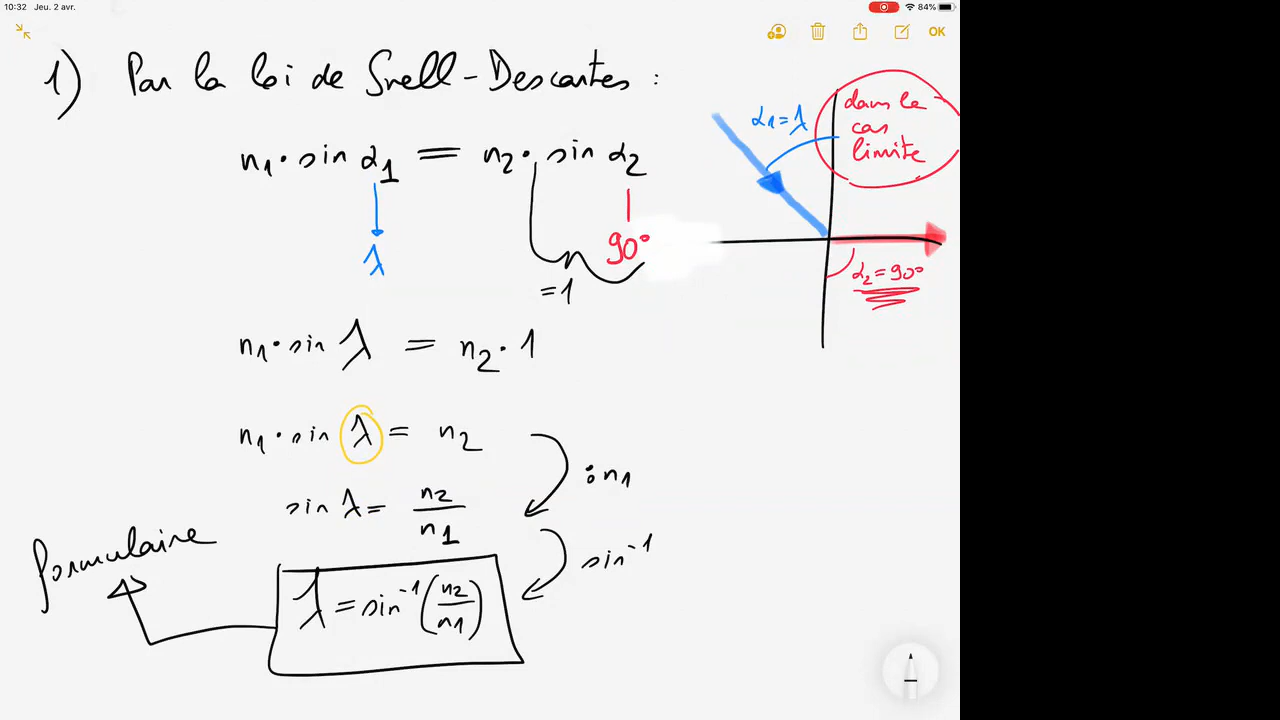 10:32 Jeu. 2 avr.
84%
OK
1) Par la loi de Snell-Descartes :
n1 · sin α1 = n2 · sin α2
λ
90°
=1
α1=λ
dans le
cas
limite
α2=90°
n1 · sin λ = n2 · 1
n1 · sin λ = n2
: n1
sin λ = n2/n1
sin⁻¹
formulaire
λ = sin⁻¹(n2/n1)